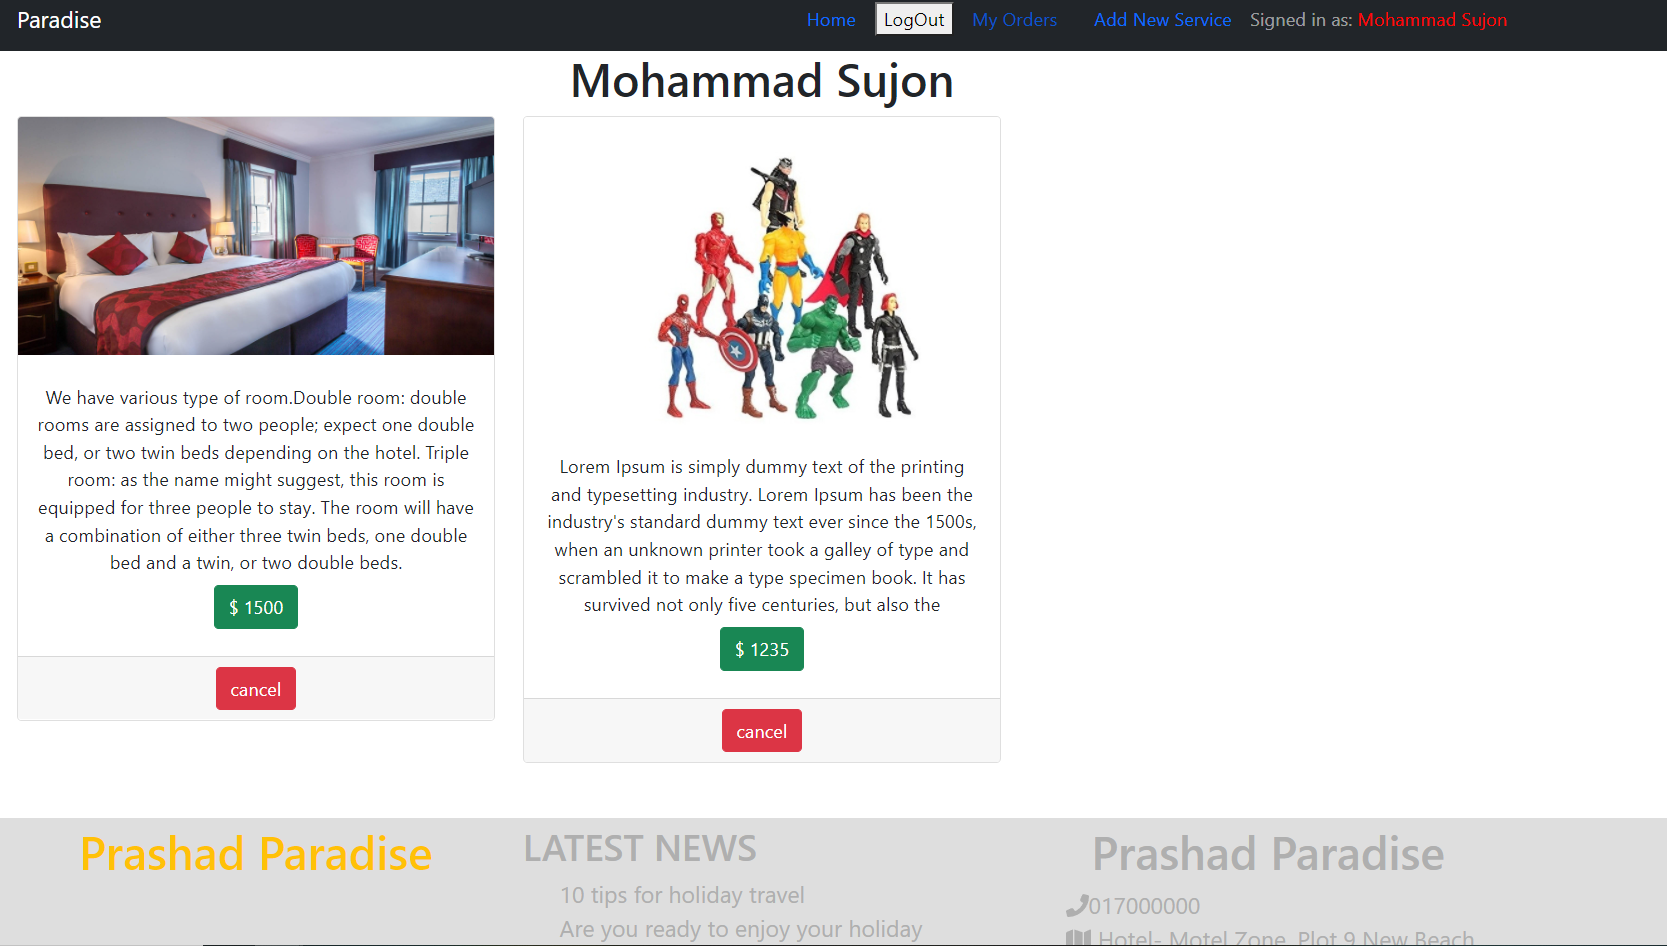 Paradise
Home LogOut My Orders Add New Service Signed in as: Mohammad Sujon
Mohammad Sujon
We have various type of room.Double room: double
rooms are assigned to two people; expect one double
bed, or two twin beds depending on the hotel. Triple
room: as the name might suggest, this room is
equipped for three people to stay. The room will have
a combination of either three twin beds, one double
bed and a twin, or two double beds.
$ 1500
cancel
Lorem Ipsum is simply dummy text of the printing
and typesetting industry. Lorem Ipsum has been the
industry's standard dummy text ever since the 1500s,
when an unknown printer took a galley of type and
scrambled it to make a type specimen book. It has
survived not only five centuries, but also the
$ 1235
cancel
Prashad Paradise
LATEST NEWS
10 tips for holiday travel
Are you ready to enjoy your holiday
Prashad Paradise
017000000
Hotel- Motel Zone, Plot 9 New Beach